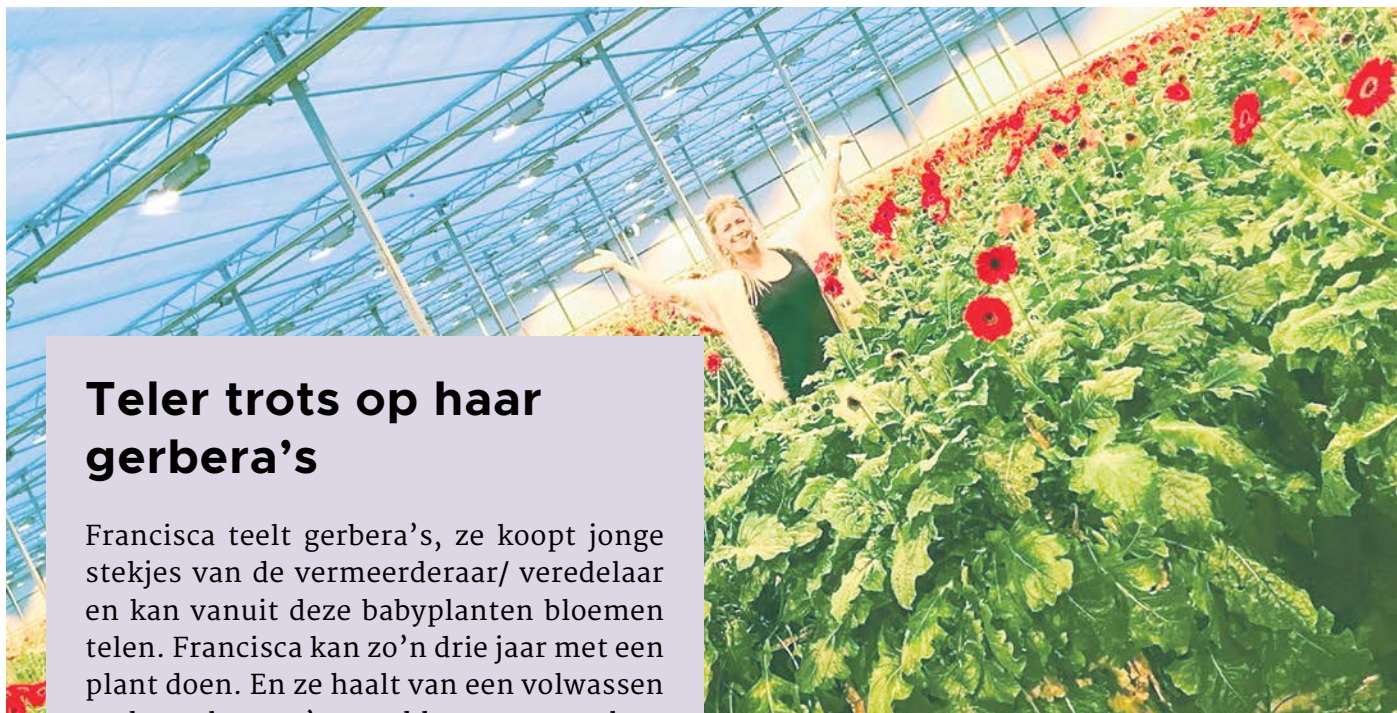 Teler trots op haar
gerbera’s
Francisca teelt gerbera’s, ze koopt jonge
stekjes van de vermeerderaar/ veredelaar
en kan vanuit deze babyplanten bloemen
telen. Francisca kan zo’n drie jaar met een
plant doen. En ze haalt van een volwassen